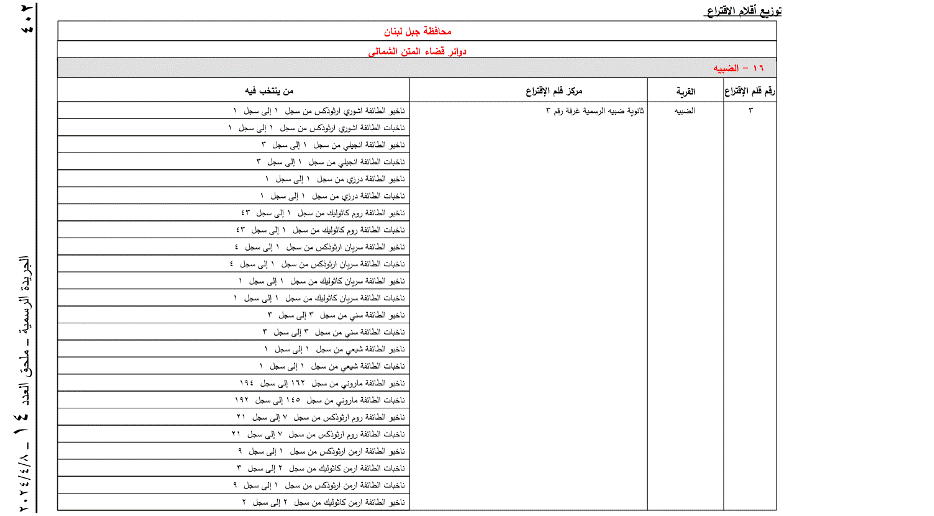 توزيع أقلام الإقتراع
محافظة جبل لبنان
دوائر قضاء المتن الشمالي
١٦ - الضبيه
رقم قلم الإقتراع القرية مركز قلم الإقتراع من ينتخب فيه
٣ الضبيه ثانوية ضبيه الرسمية غرفة رقم ٣ ناخبو الطائفة اشوري ارثوذكس من سجل ١ إلى سجل ١
ناخبات الطائفة اشوري ارثوذكس من سجل ١ إلى سجل ١
ناخبو الطائفة انجيلي من سجل ١ إلى سجل ٣
ناخبات الطائفة انجيلي من سجل ١ إلى سجل ٣
ناخبو الطائفة درزي من سجل ١ إلى سجل ١
ناخبات الطائفة درزي من سجل ١ إلى سجل ١
ناخبو الطائفة روم كاثوليك من سجل ١ إلى سجل ٤٣
ناخبات الطائفة روم كاثوليك من سجل ١ إلى سجل ٤٣
ناخبو الطائفة سريان ارثوذكس من سجل ١ إلى سجل ٤
ناخبات الطائفة سريان ارثوذكس من سجل ١ إلى سجل ٤
ناخبو الطائفة سريان كاثوليك من سجل ١ إلى سجل ١
ناخبات الطائفة سريان كاثوليك من سجل ١ إلى سجل ١
ناخبو الطائفة سني من سجل ٣ إلى سجل ٣
ناخبات الطائفة سني من سجل ٣ إلى سجل ٣
ناخبو الطائفة شيعي من سجل ١ إلى سجل ١
ناخبات الطائفة شيعي من سجل ١ إلى سجل ١
ناخبو الطائفة ماروني من سجل ١٦٢ إلى سجل ١٩٤
ناخبات الطائفة ماروني من سجل ١٤٥ إلى سجل ١٩٢
ناخبو الطائفة روم ارثوذكس من سجل ٧ إلى سجل ٢١
ناخبات الطائفة روم ارثوذكس من سجل ٧ إلى سجل ٢١
ناخبو الطائفة ارمن ارثوذكس من سجل ١ إلى سجل ٩
ناخبات الطائفة ارمن كاثوليك من سجل ٢ إلى سجل ٣
ناخبات الطائفة ارمن ارثوذكس من سجل ١ إلى سجل ٩
ناخبو الطائفة ارمن كاثوليك من سجل ٢ إلى سجل ٢
٤٠٢
الجريدة الرسمية – ملحق العدد ١٤ – ٢٠٢٤/٤/٨